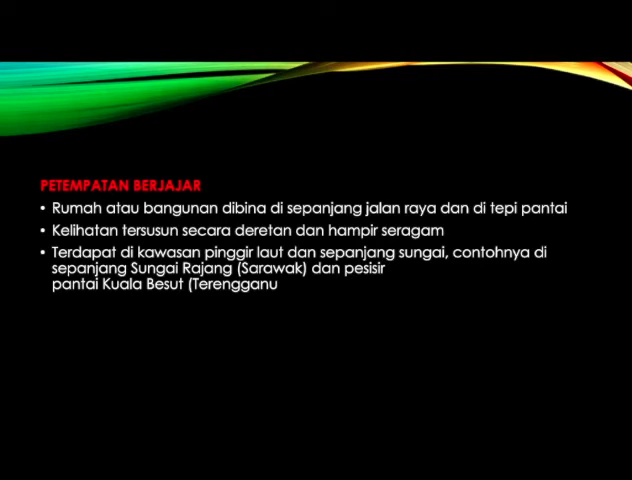 PETEMPATAN BERJAJAR
• Rumah atau bangunan dibina di sepanjang jalan raya dan di tepi pantai
• Kelihatan tersusun secara deretan dan hampir seragam
• Terdapat di kawasan pinggir laut dan sepanjang sungai, contohnya di
sepanjang Sungai Rajang (Sarawak) dan pesisir
pantai Kuala Besut (Terengganu